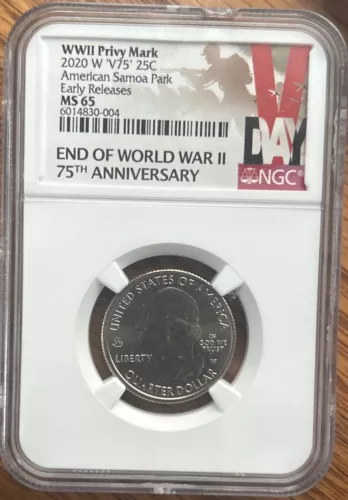 WWII Privy Mark
2020 W 'V75' 25C
American Samoa Park
Early Releases
MS 65
6014830-004
V
DAY
END OF WORLD WAR II
75TH ANNIVERSARY
NGC
UNITED STATES OF AMERICA
IN
GOD WE
TRUST
LIBERTY
W
QUARTER DOLLAR